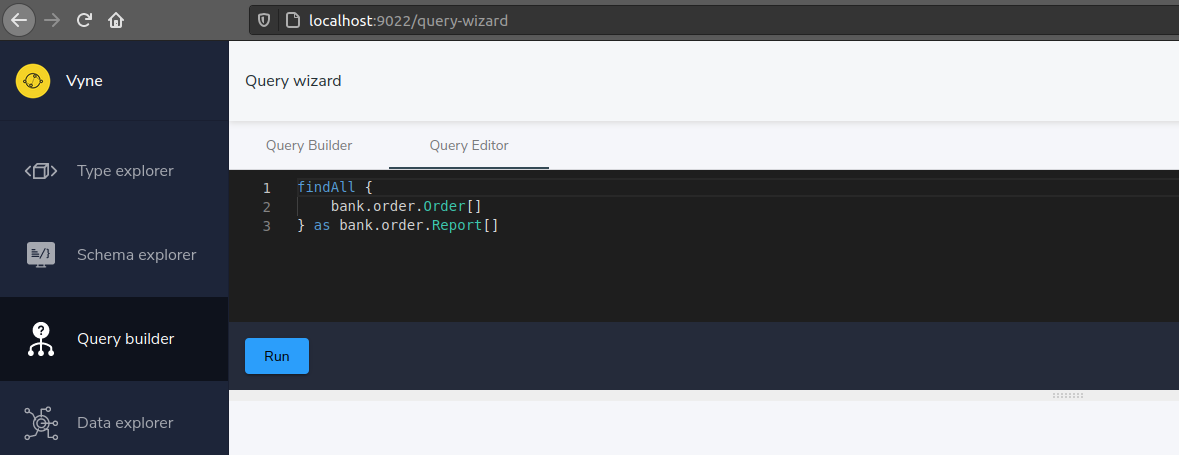 localhost:9022/query-wizard
Vyne
Query wizard
Type explorer
Schema explorer
Query builder
Data explorer
Query Builder
Query Editor
1 findAll {
2 bank.order.Order[]
3 } as bank.order.Report[]
Run